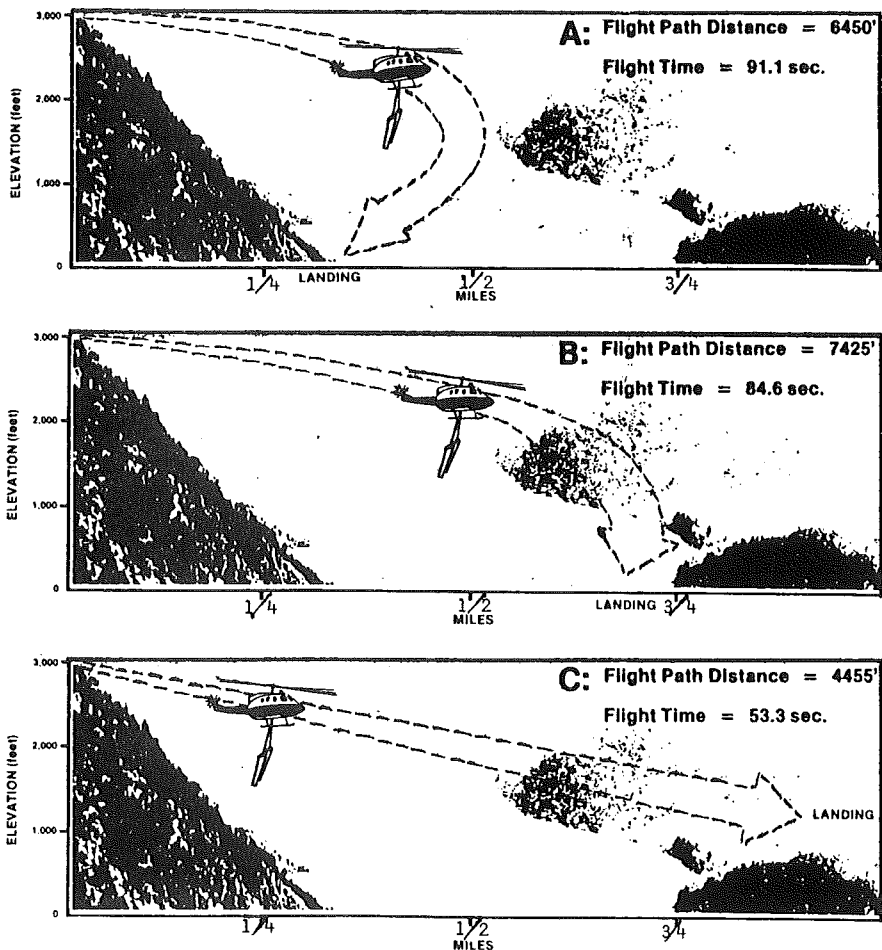 A: Flight Path Distance = 6450'
Flight Time = 91.1 sec.
ELEVATION (feet)
3,000
2,000
1,000
0
1/4 LANDING 1/2 3/4
MILES
B: Flight Path Distance = 7425'
Flight Time = 84.6 sec.
ELEVATION (feet)
3,000
2,000
1,000
0
1/4 1/2 LANDING 3/4
MILES
C: Flight Path Distance = 4455'
Flight Time = 53.3 sec.
ELEVATION (feet)
3,000
2,000
1,000
0
LANDING
1/4 1/2 3/4
MILES